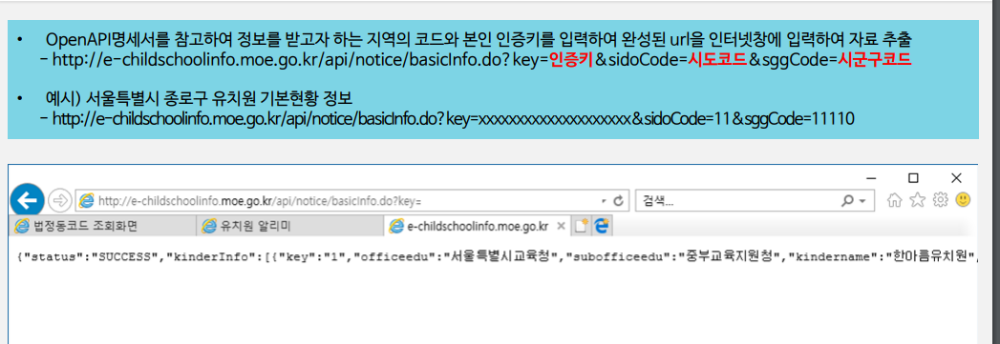 • OpenAPI명세서를 참고하여 정보를 받고자 하는 지역의 코드와 본인 인증키를 입력하여 완성된 url을 인터넷창에 입력하여 자료 추출
- http://e-childschoolinfo.moe.go.kr/api/notice/basicInfo.do?key=인증키&sidoCode=시도코드&sggCode=시군구코드
• 예시) 서울특별시 종로구 유치원 기본현황 정보
- http://e-childschoolinfo.moe.go.kr/api/notice/basicInfo.do?key=xxxxxxxxxxxxxxxxxxxx&sidoCode=11&sggCode=11110
http://e-childschoolinfo.moe.go.kr/api/notice/basicInfo.do?key= 검색...
법정동코드 조회화면 유치원 알리미 e-childschoolinfo.moe.go.kr
{"status":"SUCCESS","kinderInfo":[{"key":"1","officeedu":"서울특별시교육청","subofficeedu":"중부교육지원청","kindername":"한마름유치원",